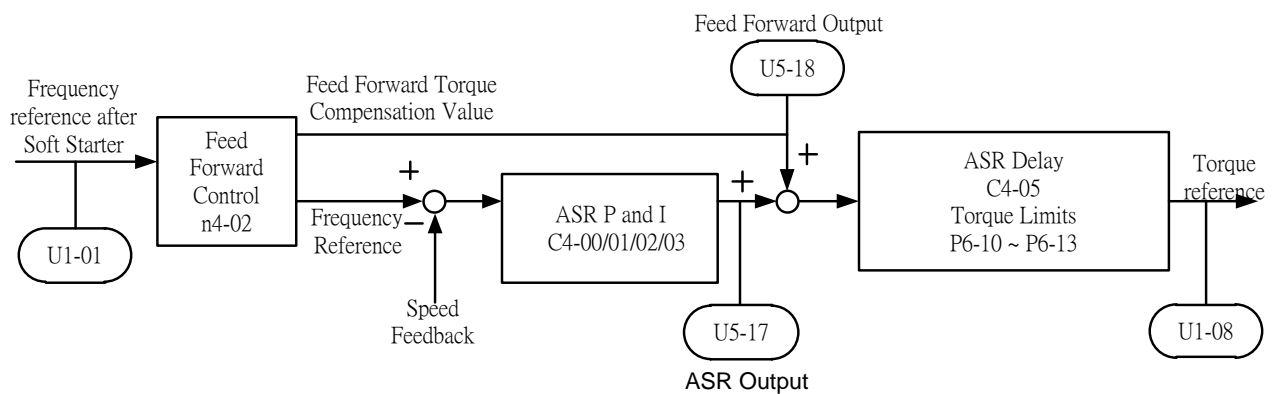 Feed Forward Output
U5-18
Frequency
reference after
Soft Starter
U1-01
Feed
Forward
Control
n4-02
Feed Forward Torque
Compensation Value
+
Frequency
Reference
−
Speed
Feedback
ASR P and I
C4-00/01/02/03
+
+
U5-17
ASR Output
ASR Delay
C4-05
Torque Limits
P6-10 ~ P6-13
Torque
reference
U1-08